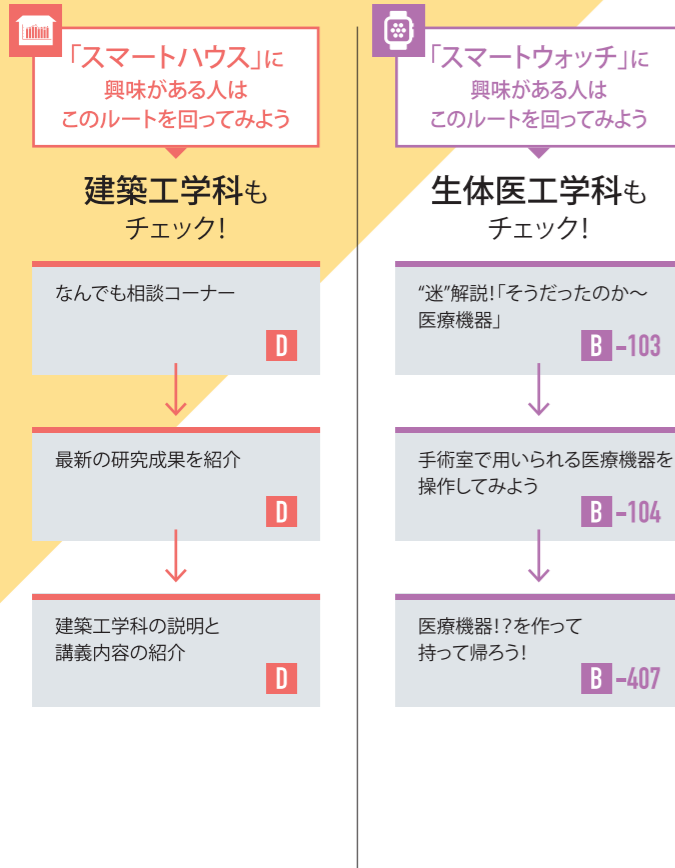 「スマートハウス」に
興味がある人は
このルートを回ってみよう
建築工学科も
チェック!
なんでも相談コーナー
D
最新の研究成果を紹介
D
建築工学科の説明と
講義内容の紹介
D
「スマートウォッチ」に
興味がある人は
このルートを回ってみよう
生体医工学科も
チェック!
“迷”解説!「そうだったのか〜
医療機器」
B-103
手術室で用いられる医療機器を
操作してみよう
B-104
医療機器!?を作って
持って帰ろう!
B-407